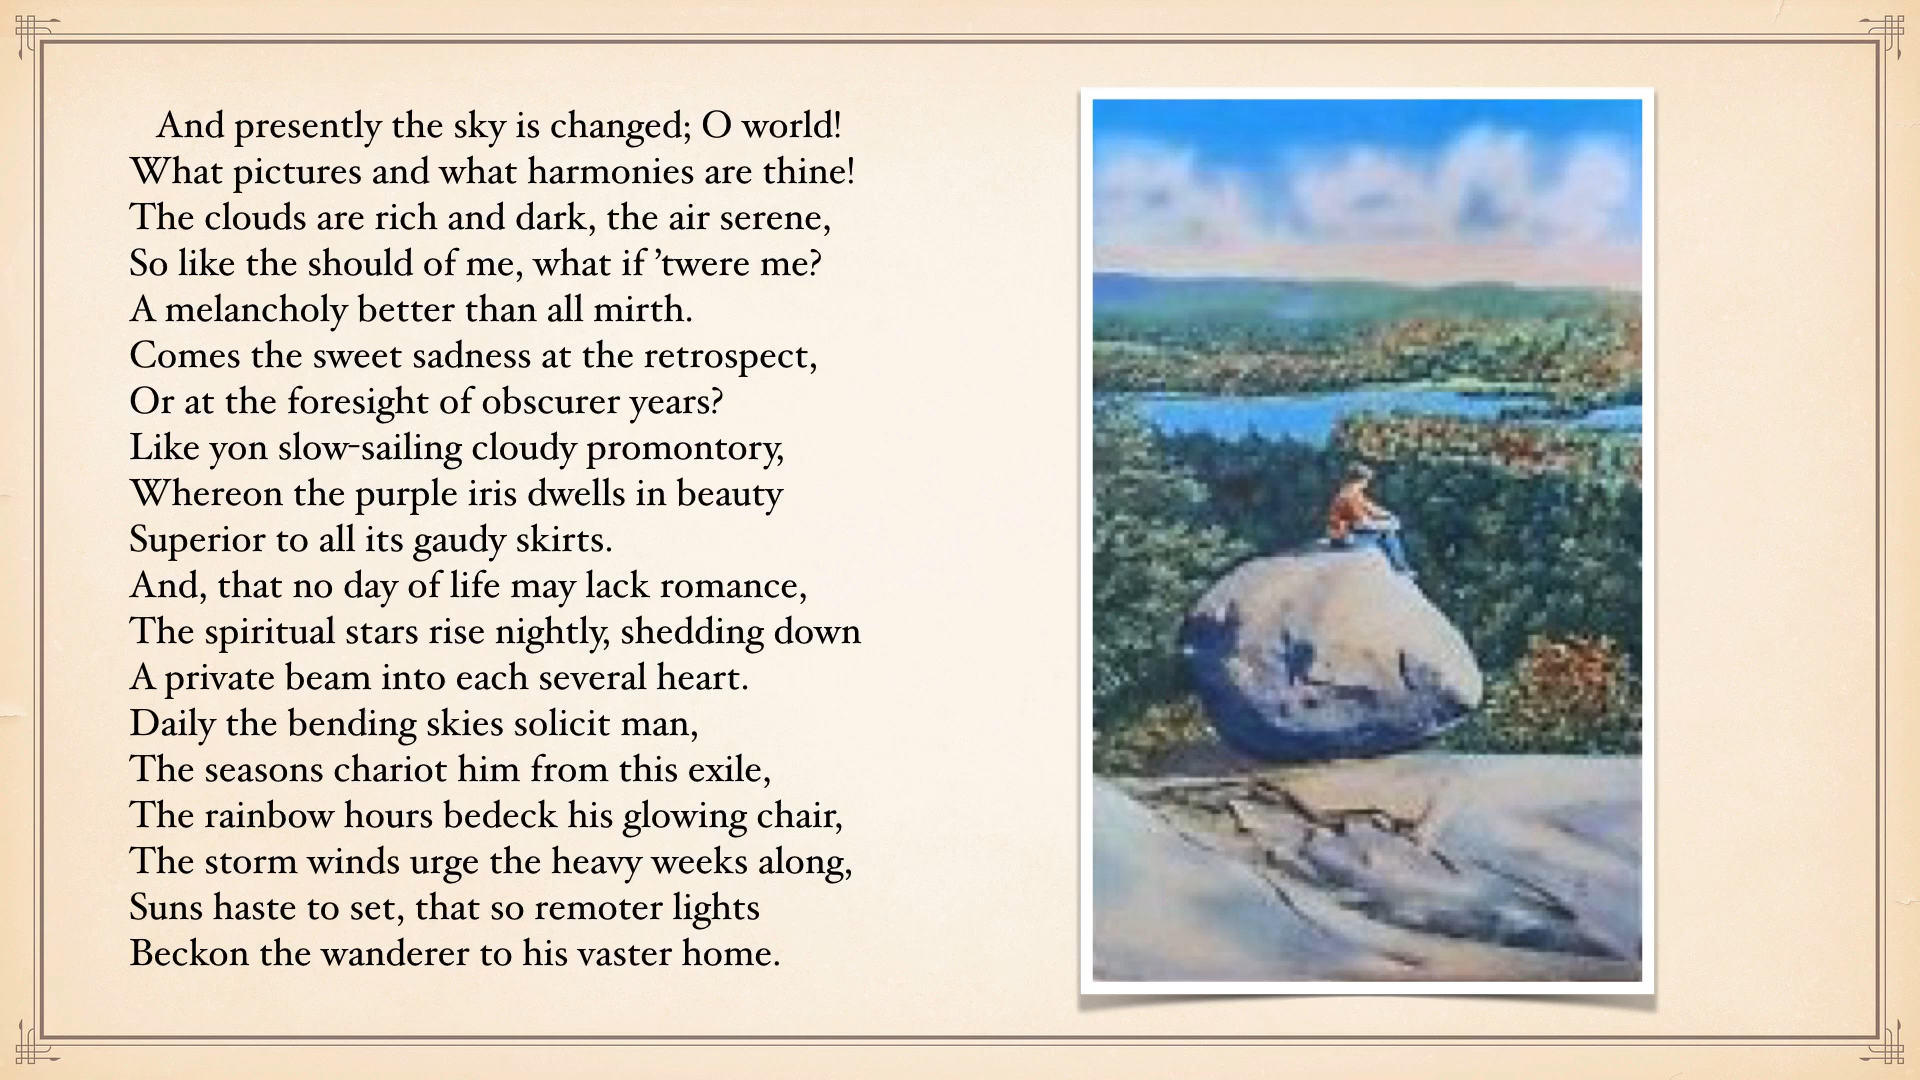 And presently the sky is changed; O world!
What pictures and what harmonies are thine!
The clouds are rich and dark, the air serene,
So like the should of me, what if ’twere me?
A melancholy better than all mirth.
Comes the sweet sadness at the retrospect,
Or at the foresight of obscurer years?
Like yon slow-sailing cloudy promontory,
Whereon the purple iris dwells in beauty
Superior to all its gaudy skirts.
And, that no day of life may lack romance,
The spiritual stars rise nightly, shedding down
A private beam into each several heart.
Daily the bending skies solicit man,
The seasons chariot him from this exile,
The rainbow hours bedeck his glowing chair,
The storm winds urge the heavy weeks along,
Suns haste to set, that so remoter lights
Beckon the wanderer to his vaster home.